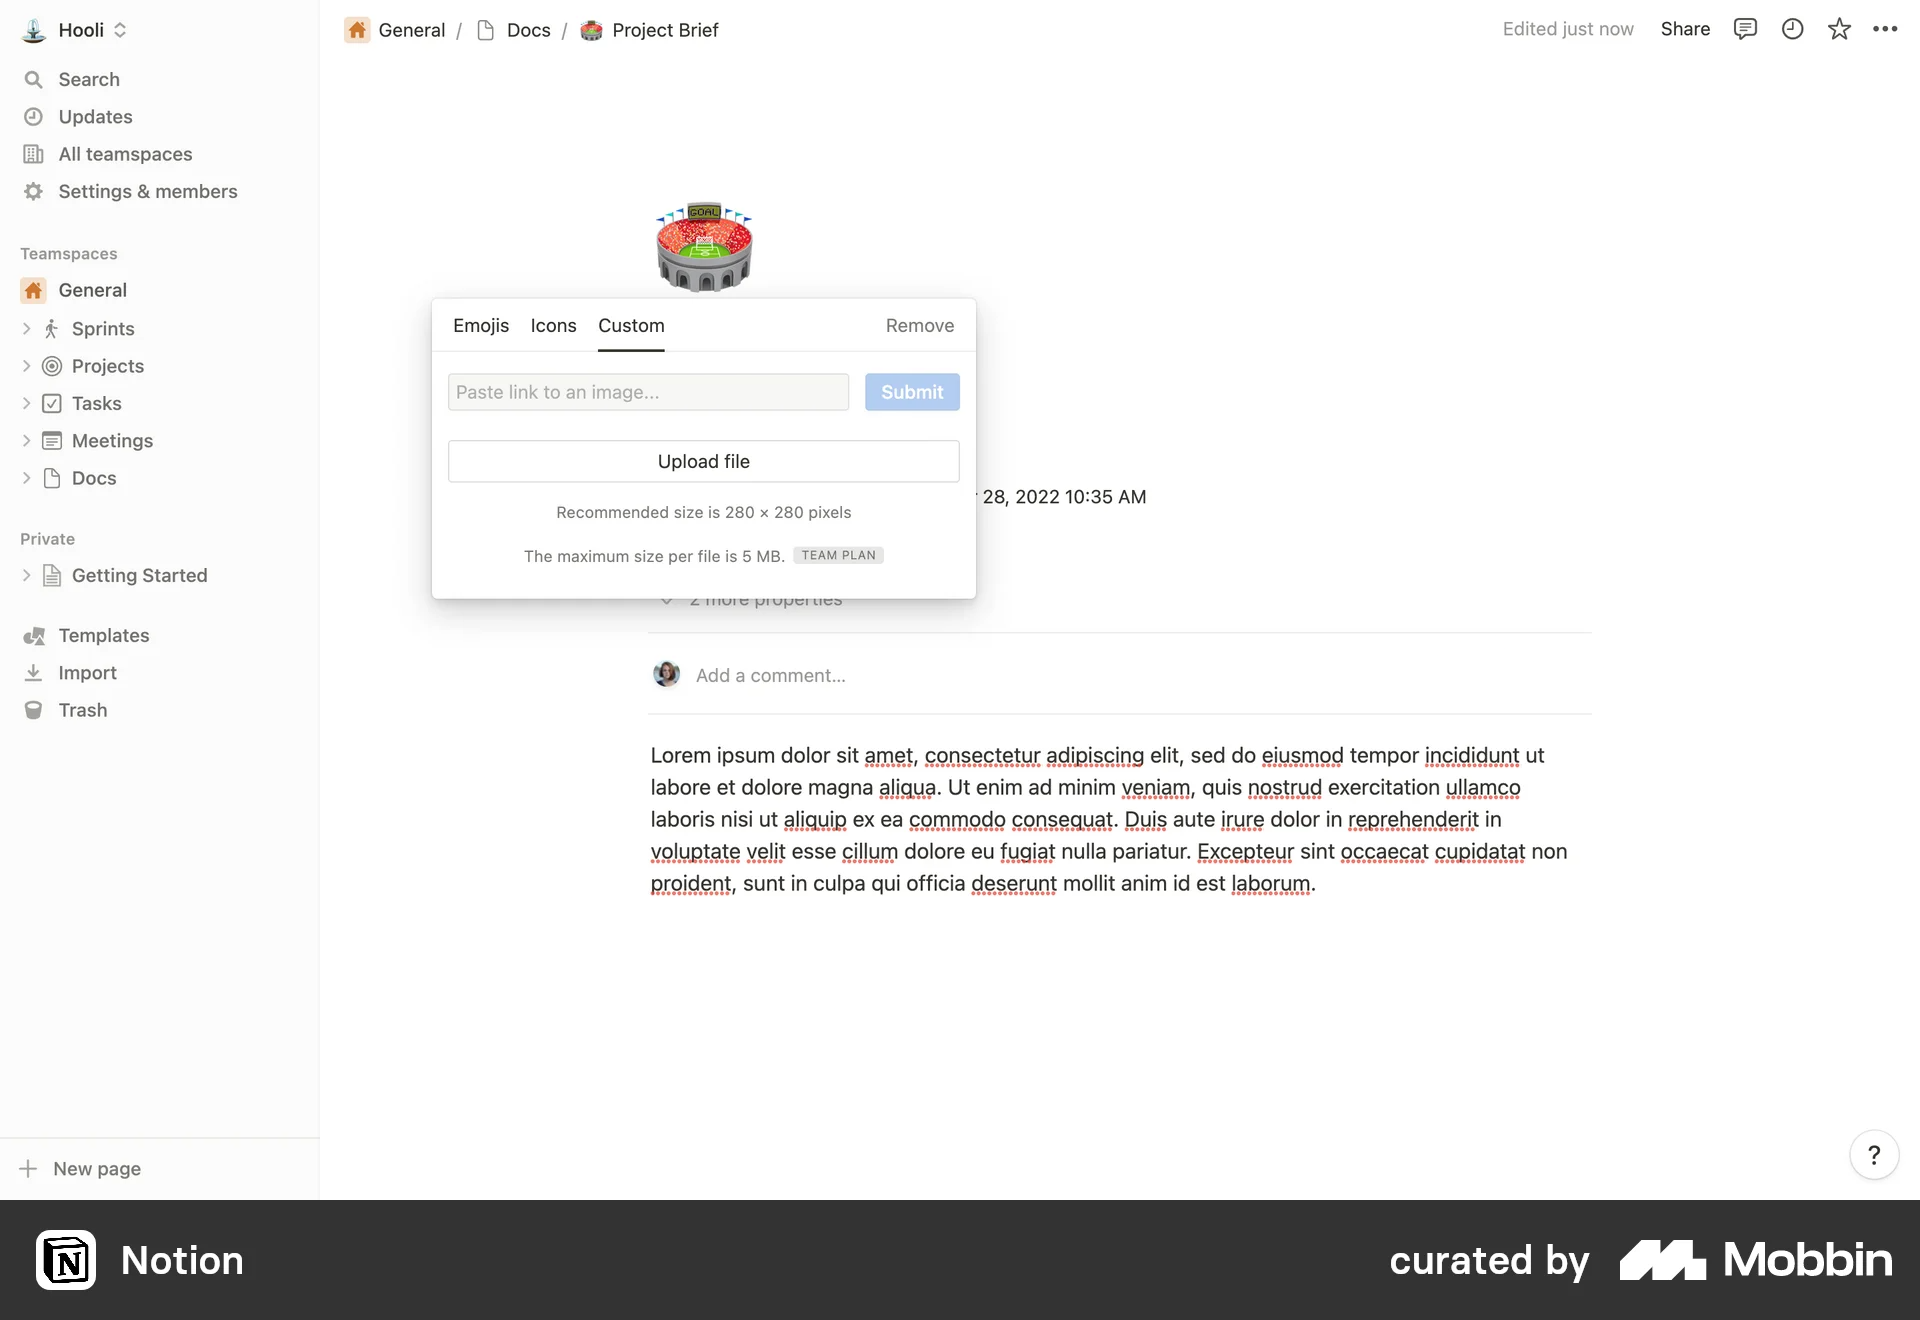 Hooli
Search
Updates
All teamspaces
Settings & members
Teamspaces
General
Sprints
Projects
Tasks
Meetings
Docs
Private
Getting Started
Templates
Import
Trash
New page
General / Docs / Project Brief
Edited just now Share
GOAL
Emojis Icons Custom Remove
Paste link to an image... Submit
Upload file
Recommended size is 280 × 280 pixels
The maximum size per file is 5 MB. TEAM PLAN
28, 2022 10:35 AM
2 more properties
Add a comment...
Lorem ipsum dolor sit amet, consectetur adipiscing elit, sed do eiusmod tempor incididunt ut
labore et dolore magna aliqua. Ut enim ad minim veniam, quis nostrud exercitation ullamco
laboris nisi ut aliquip ex ea commodo consequat. Duis aute irure dolor in reprehenderit in
voluptate velit esse cillum dolore eu fugiat nulla pariatur. Excepteur sint occaecat cupidatat non
proident, sunt in culpa qui officia deserunt mollit anim id est laborum.
?
N Notion
curated by Mobbin